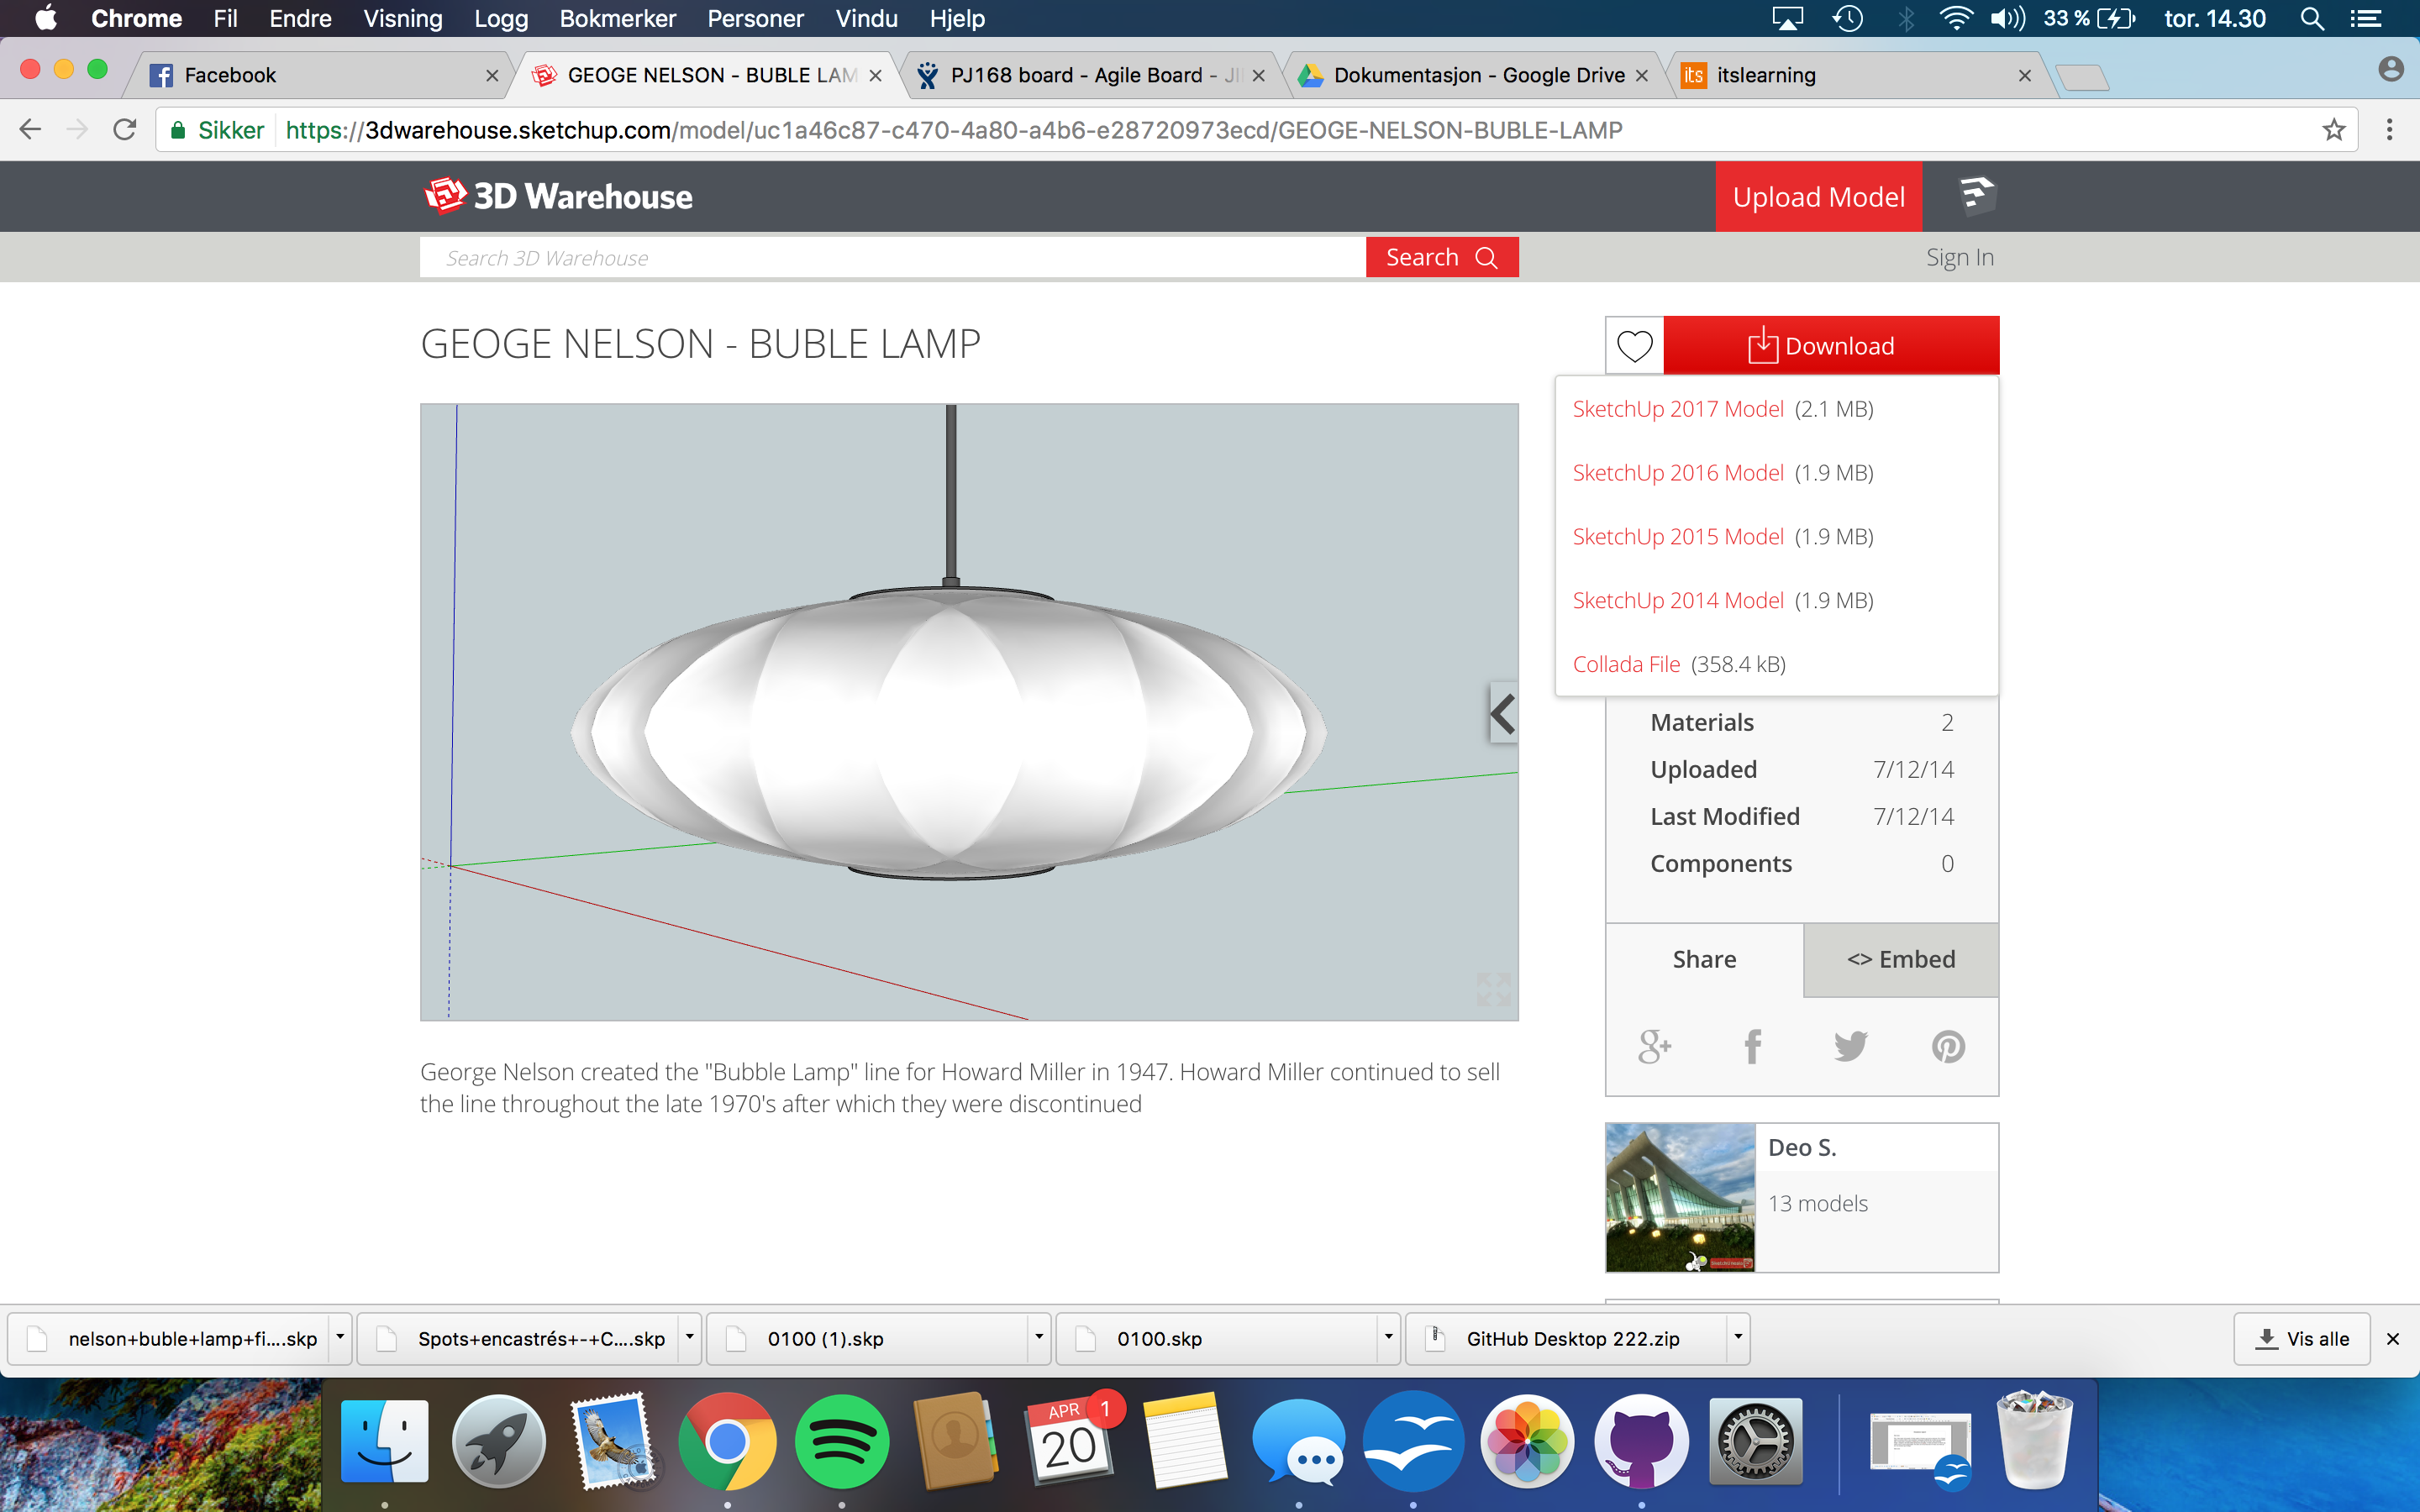 Chrome Fil Endre Visning Logg Bokmerker Personer Vindu Hjelp 33 % tor. 14.30
Facebook GEOGE NELSON - BUBLE LAM PJ168 board - Agile Board - JI Dokumentasjon - Google Drive its itslearning
Sikker https://3dwarehouse.sketchup.com/model/uc1a46c87-c470-4a80-a4b6-e28720973ecd/GEOGE-NELSON-BUBLE-LAMP
3D Warehouse Upload Model
Search 3D Warehouse Search Sign In
GEOGE NELSON - BUBLE LAMP
Download
SketchUp 2017 Model (2.1 MB)
SketchUp 2016 Model (1.9 MB)
SketchUp 2015 Model (1.9 MB)
SketchUp 2014 Model (1.9 MB)
Collada File (358.4 kB)
Materials 2
Uploaded 7/12/14
Last Modified 7/12/14
Components 0
Share <> Embed
George Nelson created the "Bubble Lamp" line for Howard Miller in 1947. Howard Miller continued to sell
the line throughout the late 1970's after which they were discontinued
Deo S.
13 models
nelson+buble+lamp+fi....skp Spots+encastrés+-+C....skp 0100 (1).skp 0100.skp GitHub Desktop 222.zip Vis alle
APR 1
20